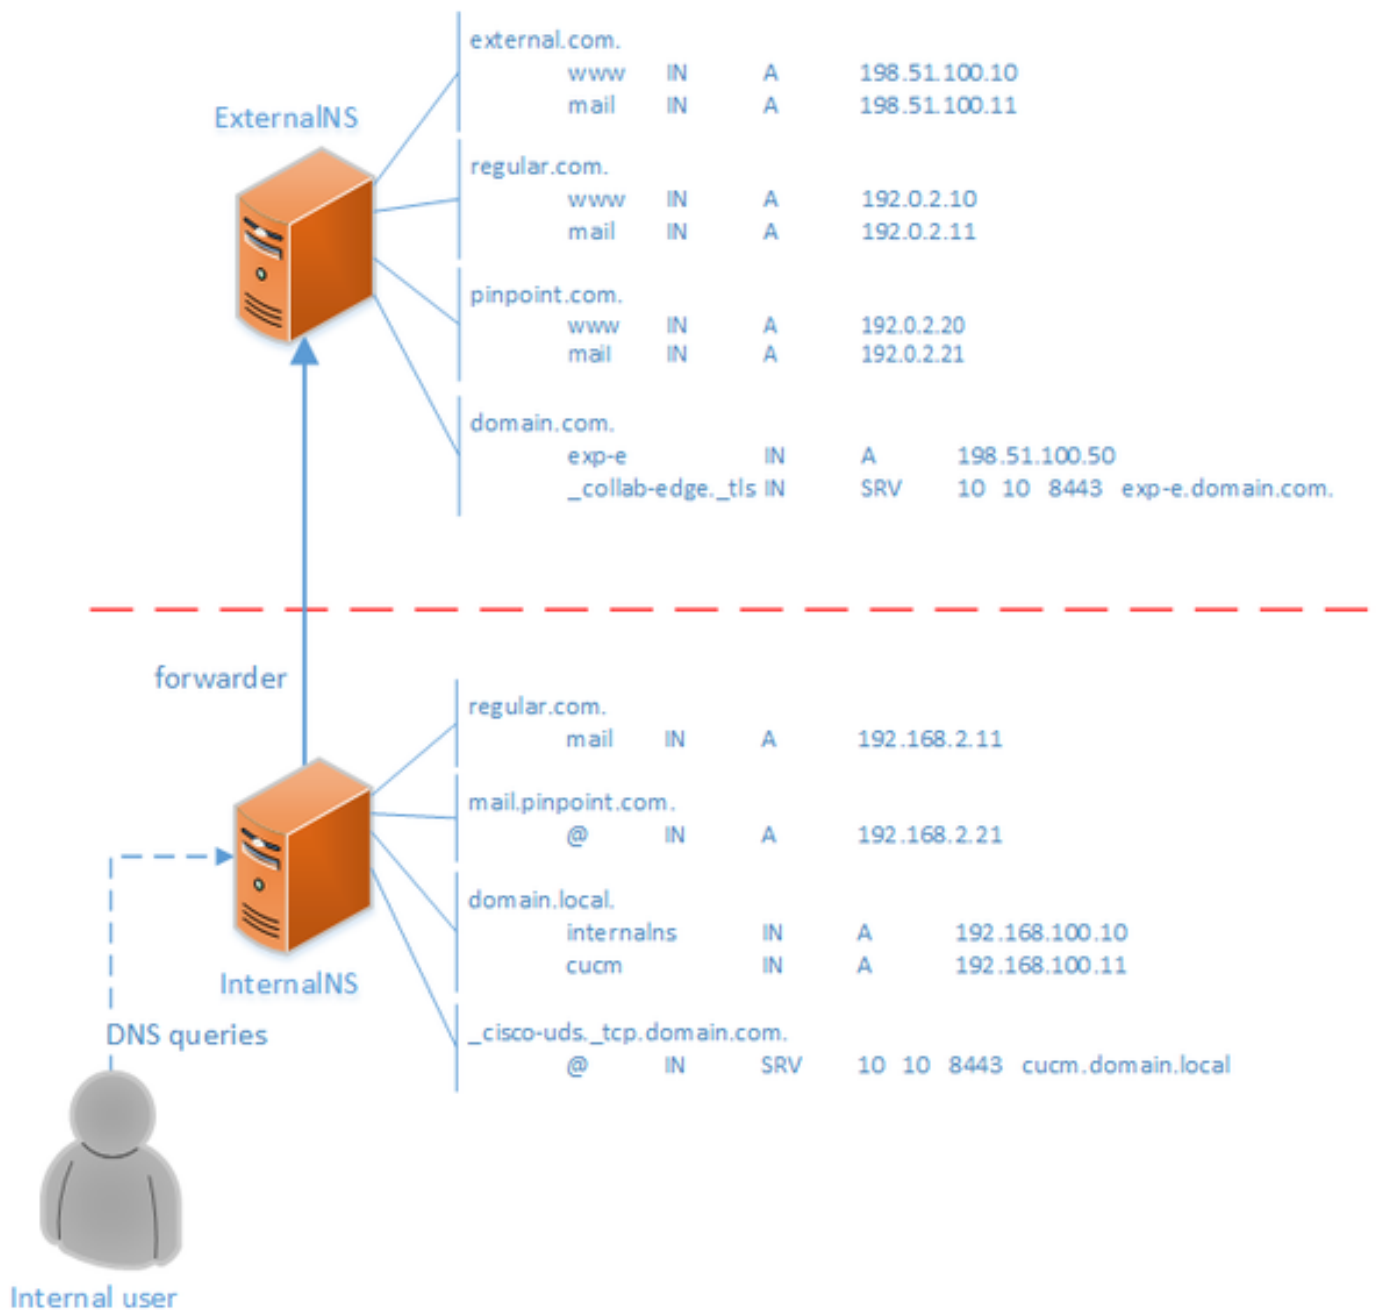 external.com.
www IN A 198.51.100.10
mail IN A 198.51.100.11
ExternalNS
regular.com.
www IN A 192.0.2.10
mail IN A 192.0.2.11
pinpoint.com.
www IN A 192.0.2.20
mail IN A 192.0.2.21
domain.com.
exp-e IN A 198.51.100.50
_collab-edge._tls IN SRV 10 10 8443 exp-e.domain.com.
forwarder
regular.com.
mail IN A 192.168.2.11
mail.pinpoint.com.
@ IN A 192.168.2.21
domain.local.
internalns IN A 192.168.100.10
cucm IN A 192.168.100.11
InternalNS
_cisco-uds._tcp.domain.com.
@ IN SRV 10 10 8443 cucm.domain.local
DNS queries
Internal user